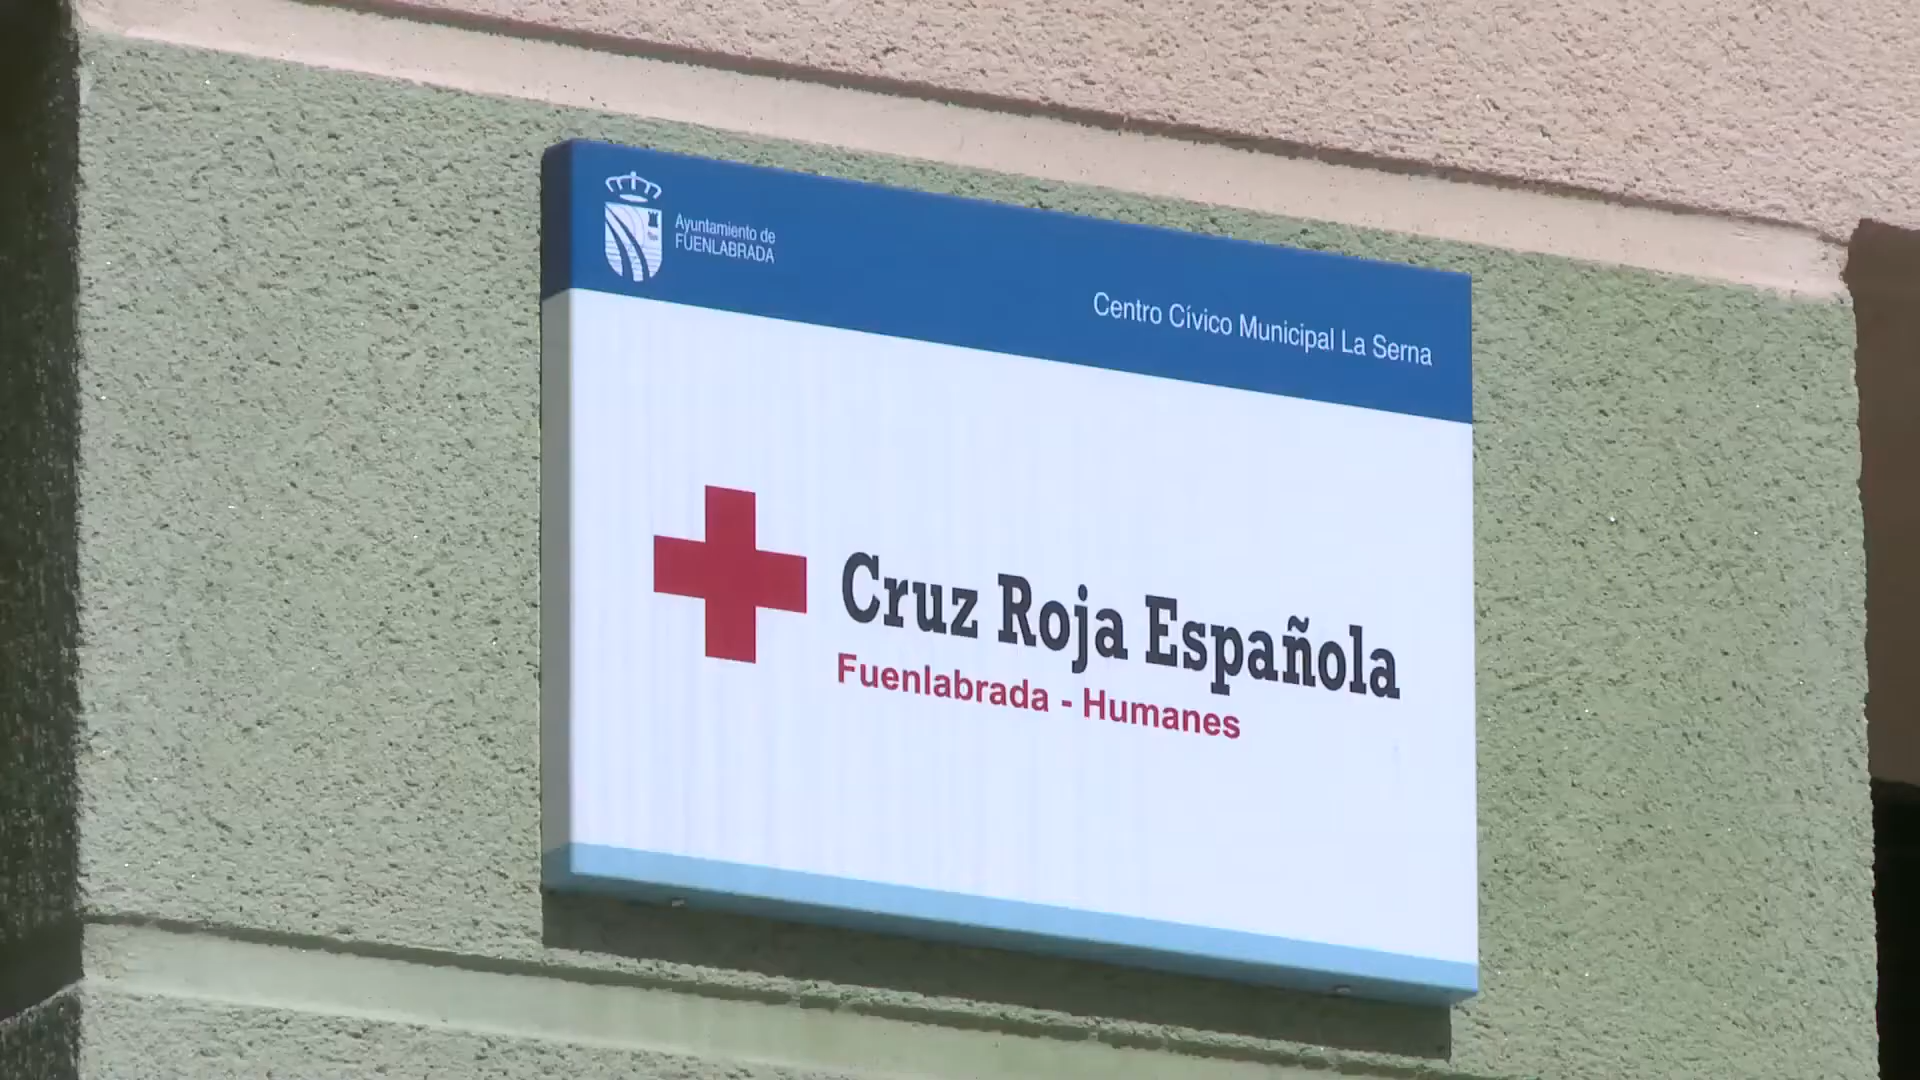 Ayuntamiento de
FUENLABRADA
Centro Cívico Municipal La Serna
Cruz Roja Española
Fuenlabrada - Humanes